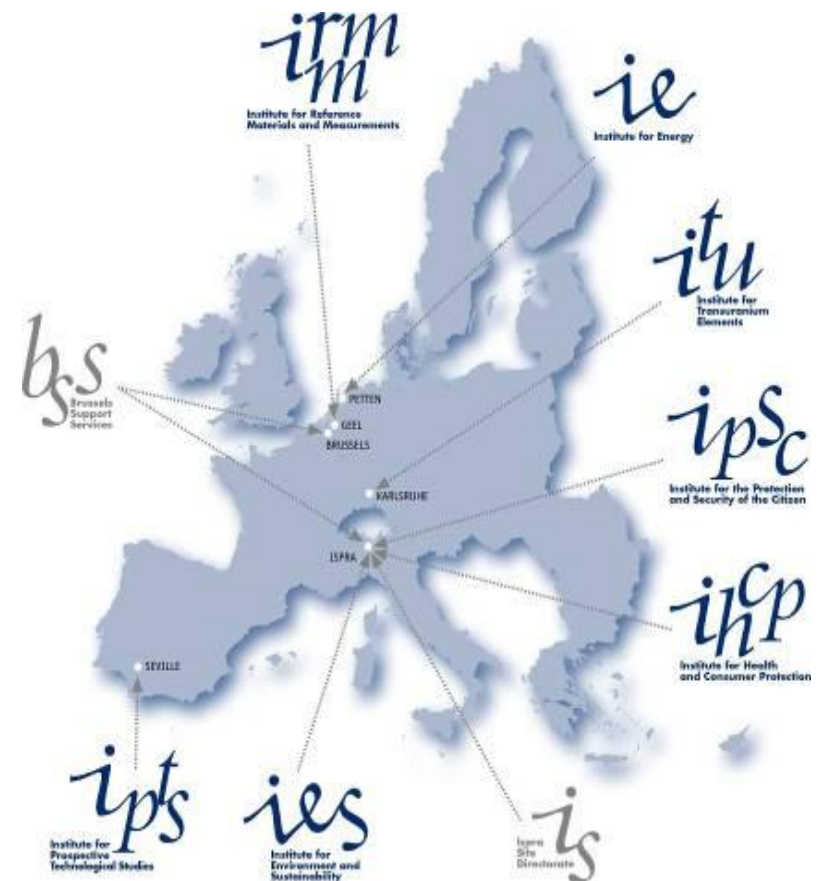 irmm
Institute for Reference
Materials and Measurements
ie
Institute for Energy
itu
Institute for
Transuranium
Elements
bss
Brussels
Support
Services
PETTEN
GEEL
BRUSSELS
ipsc
Institute for the Protection
and Security of the Citizen
KARLSRUHE
ISPRA
ihcp
Institute for Health
and Consumer Protection
SEVILLE
ipts
Institute for
Prospective
Technological Studies
ies
Institute for
Environment and
Sustainability
is
Ispra
Site
Directorate